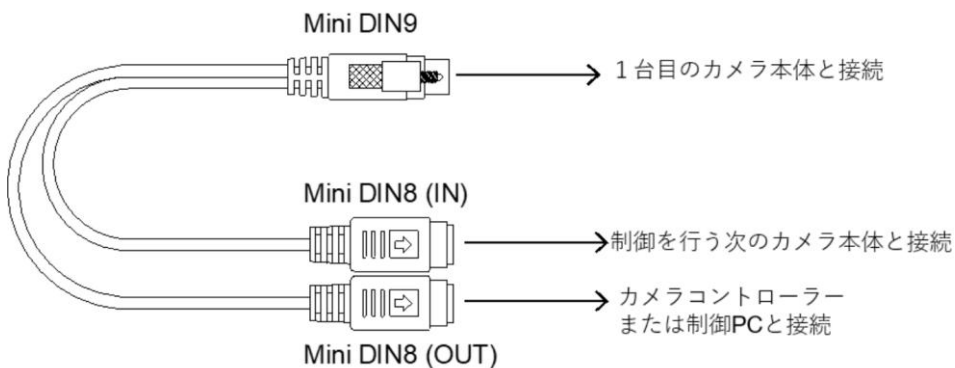 Mini DIN9
１台目のカメラ本体と接続
Mini DIN8 (IN)
制御を行う次のカメラ本体と接続
カメラコントローラー
または制御PCと接続
Mini DIN8 (OUT)